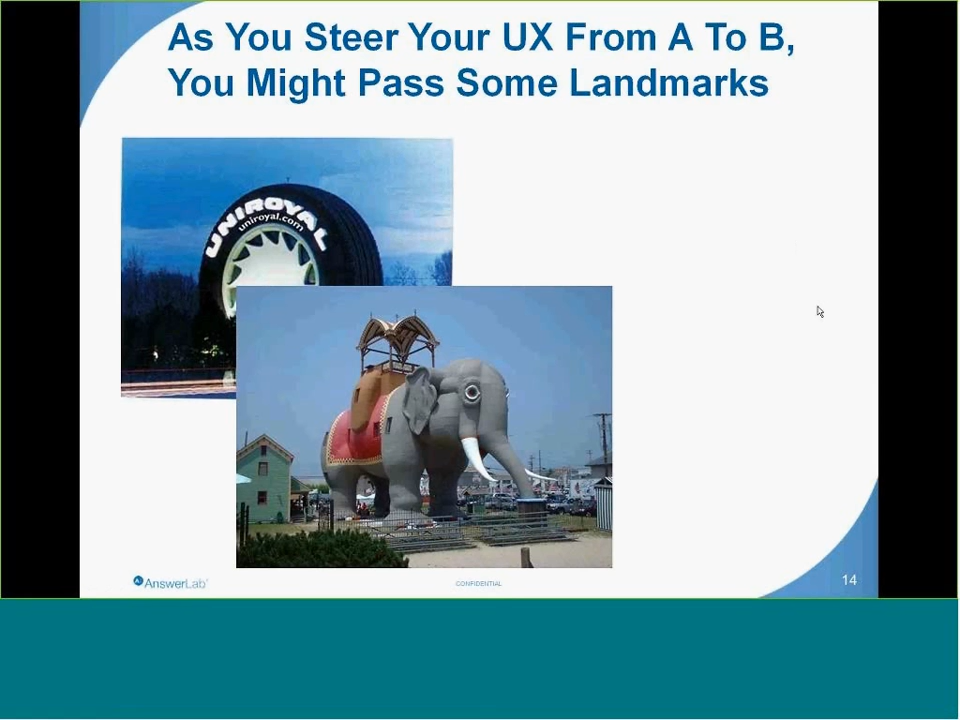 As You Steer Your UX From A To B,
You Might Pass Some Landmarks
UNIROYAL
uniroyal.com
AnswerLab
CONFIDENTIAL
14